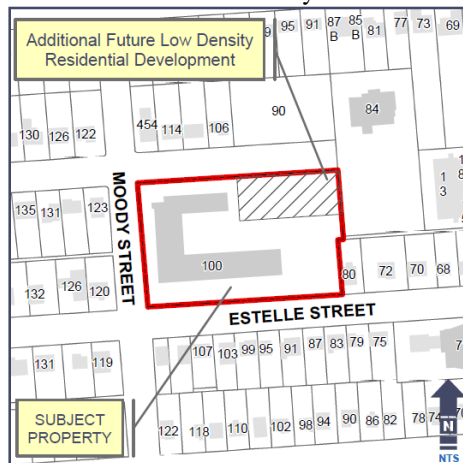 95 91 87 85 77 73 69
B B 81
Additional Future Low Density
Residential Development
90
84
130 126 122
454 114 106
MOODY STREET
135 131 123
1
3
100
80 72 70 68
132 126 120
ESTELLE STREET
107 103 99 95 91 87 83 79 75
131 119
SUBJECT
PROPERTY
122 118 110 102 98 94 90 86 82 78 74
N
NTS